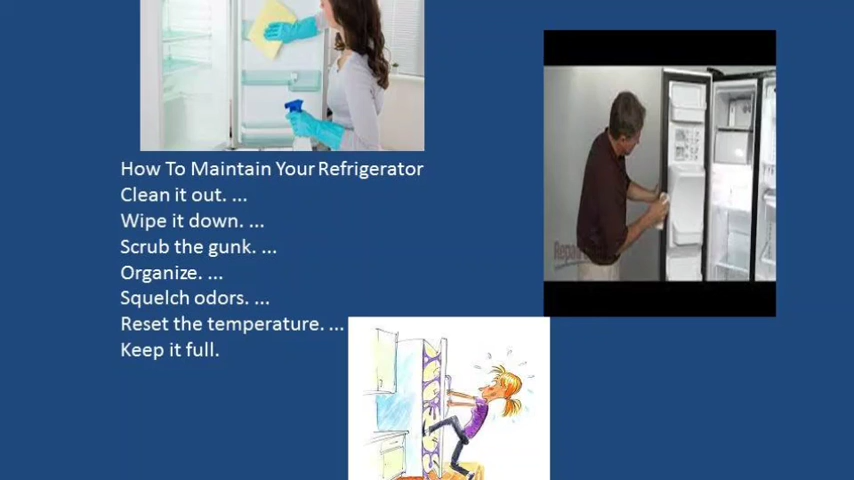 How To Maintain Your Refrigerator
Clean it out. ...
Wipe it down. ...
Scrub the gunk. ...
Organize. ...
Squelch odors. ...
Reset the temperature. ...
Keep it full.